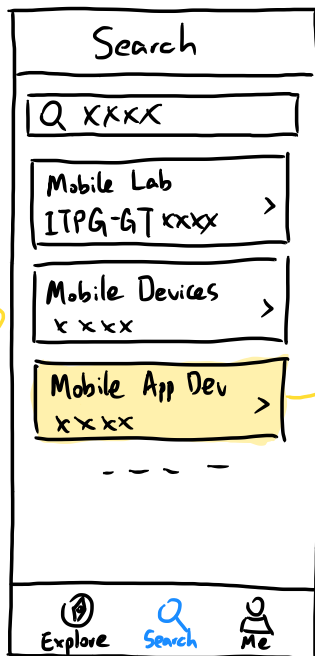 Search
xxxx
Mobile Lab
ITPG-GT xxxx
Mobile Devices
xxxx
Mobile App Dev
xxxx
Explore Search Me